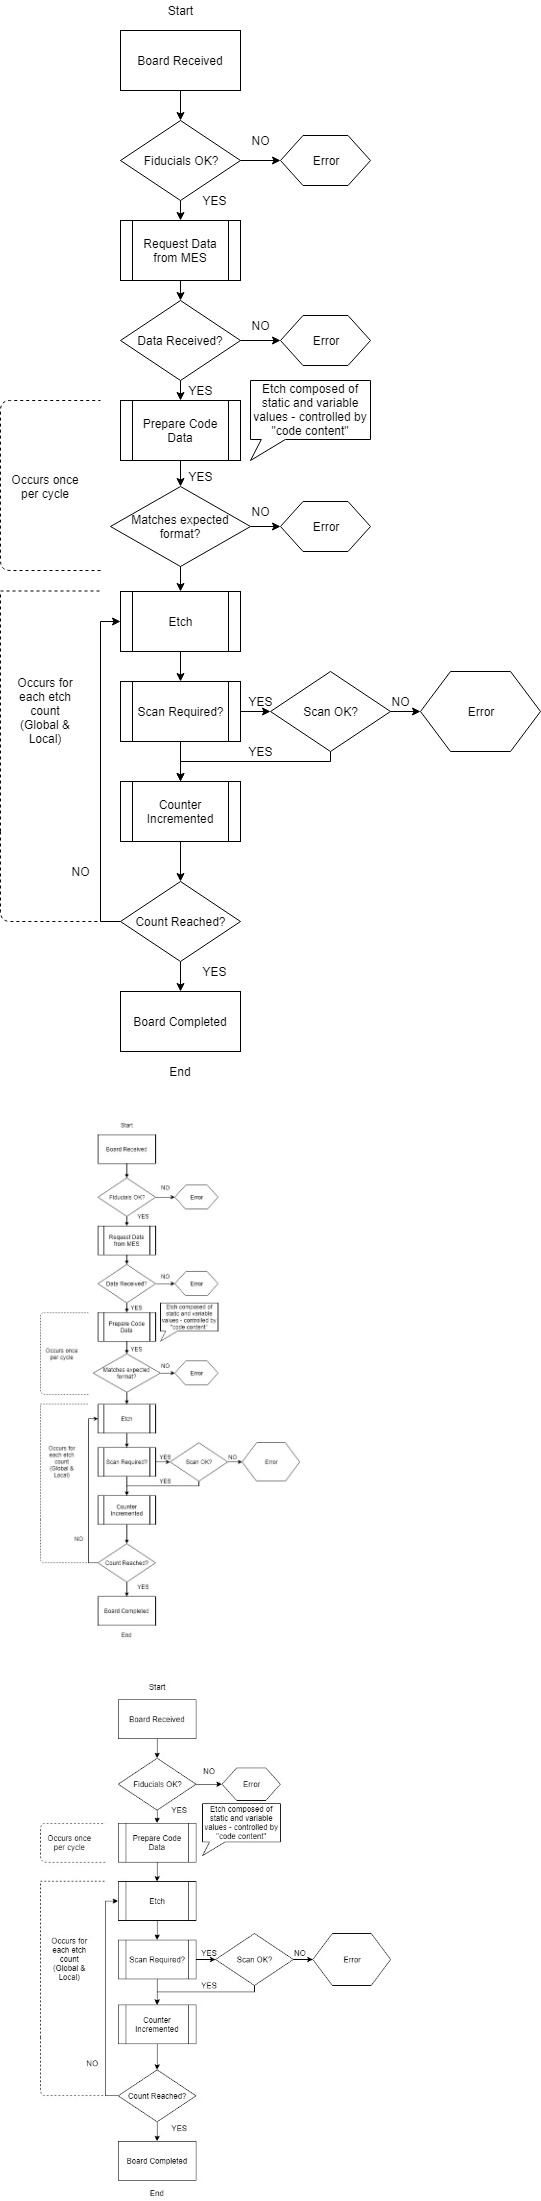 Start
Board Received
NO
Fiducials OK?
Error
YES
Request Data
from MES
NO
Data Received?
Error
YES
Etch composed of
static and variable
values - controlled by
"code content"
Prepare Code
Data
Occurs once
per cycle
YES
NO
Matches expected
format?
Error
Etch
Occurs for
each etch
count
(Global &
Local)
Scan Required?
YES
Scan OK?
NO
Error
YES
Counter
Incremented
NO
Count Reached?
YES
Board Completed
End
Start
Board Received
NO
Fiducials OK?
Error
YES
Request Data
from MES
NO
Data Received?
Error
YES
Etch composed of
static and variable
values - controlled by
"code content"
Prepare Code
Data
Occurs once
per cycle
YES
NO
Matches expected
format?
Error
Etch
Occurs for
each etch
count
(Global &
Local)
Scan Required?
YES
Scan OK?
NO
Error
YES
Counter
Incremented
NO
Count Reached?
YES
Board Completed
End
Start
Board Received
NO
Fiducials OK?
Error
YES
Etch composed of
static and variable
values - controlled by
"code content"
Occurs once
per cycle
Prepare Code
Data
Etch
Occurs for
each etch
count
(Global &
Local)
Scan Required?
YES
Scan OK?
NO
Error
YES
Counter
Incremented
NO
Count Reached?
YES
Board Completed
End